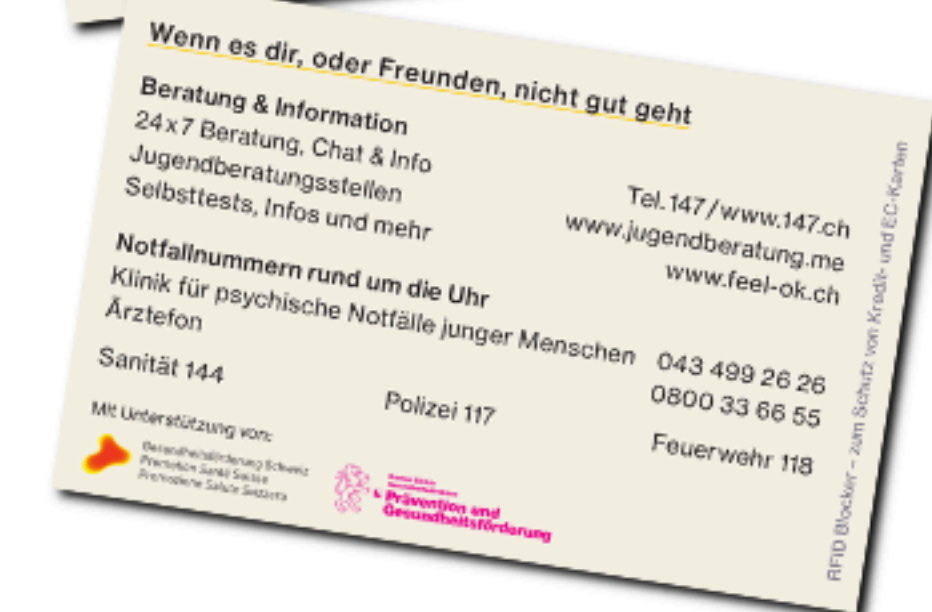 Wenn es dir, oder Freunden, nicht gut geht
Beratung & Information
24x7 Beratung, Chat & Info Tel. 147/www.147.ch
Jugendberatungsstellen www.jugendberatung.me
Selbsttests, Infos und mehr www.feel-ok.ch
Notfallnummern rund um die Uhr
Klinik für psychische Notfälle junger Menschen 043 499 26 26
Ärztefon 0800 33 66 55
Sanität 144 Polizei 117 Feuerwehr 118
Mit Unterstützung von:
Gesundheitsförderung Schweiz
Promotion Santé Suisse
Promozione Salute Svizzera
Prävention und
Gesundheitsförderung
RFID Blocker – zum Schutz von Kredit- und EC-Karten